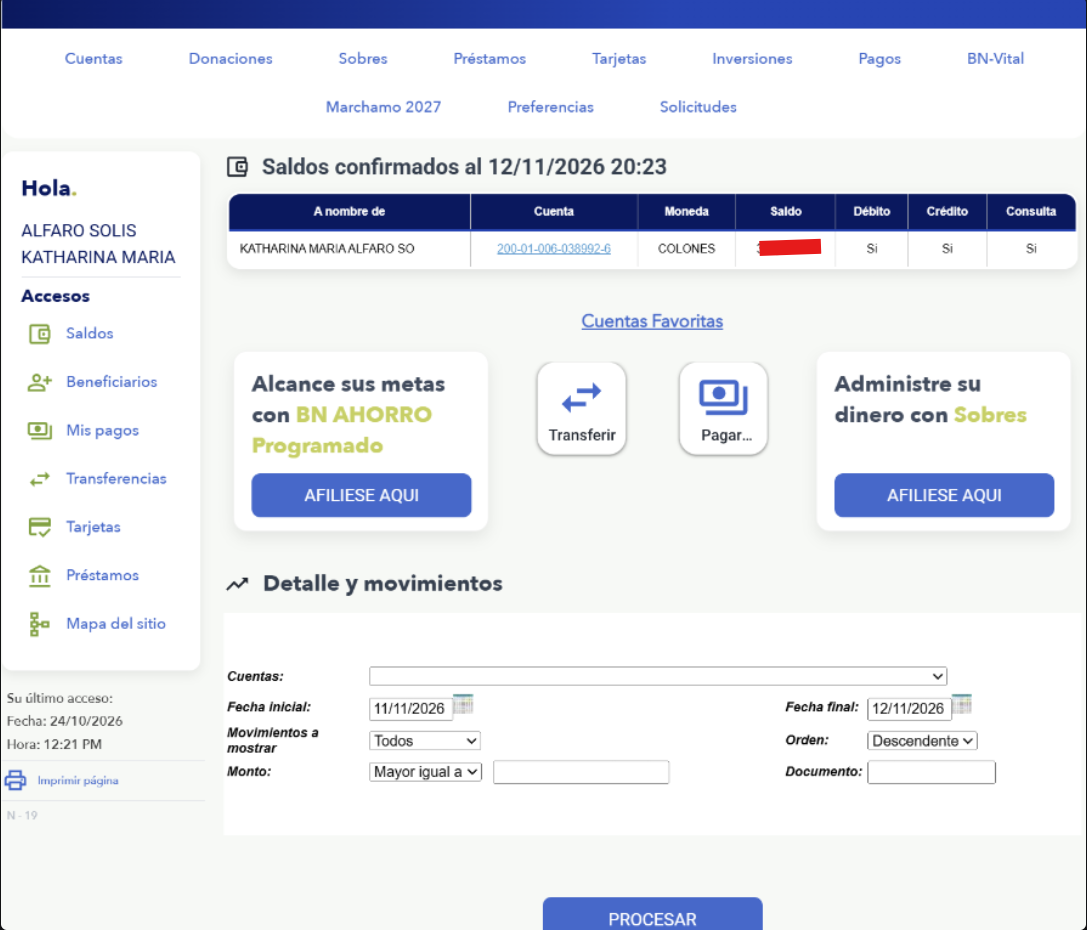 Cuentas Donaciones Sobres Préstamos Tarjetas Inversiones Pagos BN-Vital
Marchamo 2027 Preferencias Solicitudes
Hola.
ALFARO SOLIS
KATHARINA MARIA
Accesos
Saldos
Beneficiarios
Mis pagos
Transferencias
Tarjetas
Préstamos
Mapa del sitio
Su último acceso:
Fecha: 24/10/2026
Hora: 12:21 PM
Imprimir página
N - 19
Saldos confirmados al 12/11/2026 20:23
A nombre de Cuenta Moneda Saldo Débito Crédito Consulta
KATHARINA MARIA ALFARO SO 200-01-006-038992-6 COLONES Si Si Si
Cuentas Favoritas
Alcance sus metas
con BN AHORRO
Programado
AFILIESE AQUI
Transferir
Pagar...
Administre su
dinero con Sobres
AFILIESE AQUI
Detalle y movimientos
Cuentas:
Fecha inicial: 11/11/2026 Fecha final: 12/11/2026
Movimientos a
mostrar Todos Orden: Descendente
Monto: Mayor igual a Documento:
PROCESAR